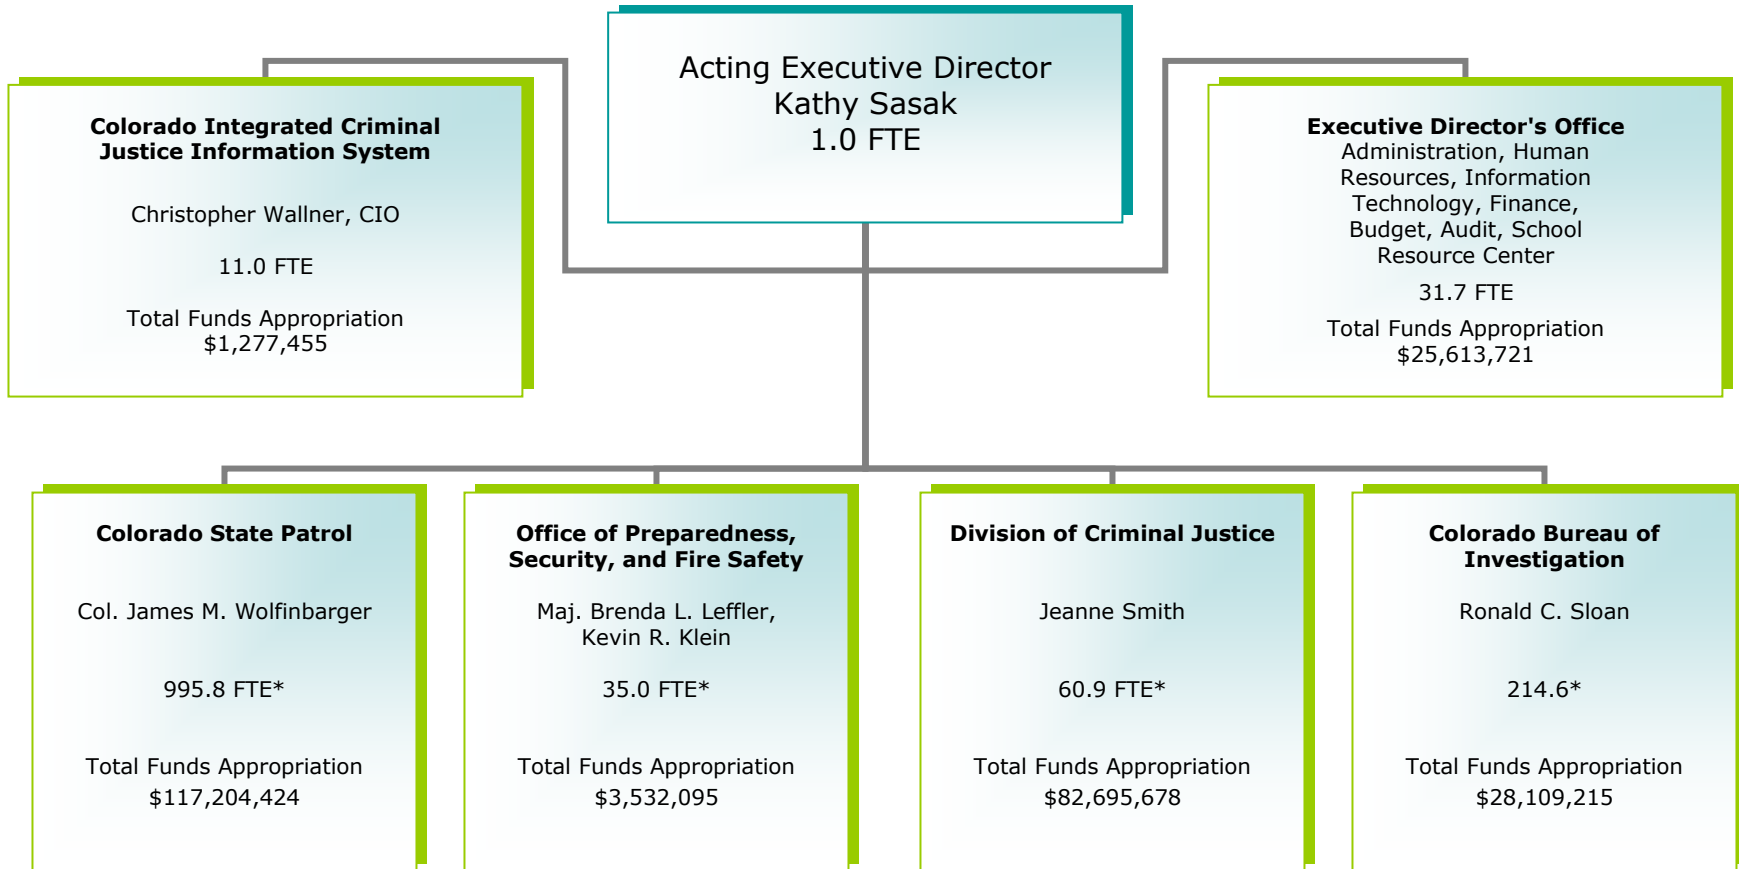 Acting Executive Director
Kathy Sasak
1.0 FTE
Colorado Integrated Criminal
Justice Information System
Christopher Wallner, CIO
11.0 FTE
Total Funds Appropriation
$1,277,455
Executive Director's Office
Administration, Human
Resources, Information
Technology, Finance,
Budget, Audit, School
Resource Center
31.7 FTE
Total Funds Appropriation
$25,613,721
Colorado State Patrol
Col. James M. Wolfinbarger
995.8 FTE*
Total Funds Appropriation
$117,204,424
Office of Preparedness,
Security, and Fire Safety
Maj. Brenda L. Leffler,
Kevin R. Klein
35.0 FTE*
Total Funds Appropriation
$3,532,095
Division of Criminal Justice
Jeanne Smith
60.9 FTE*
Total Funds Appropriation
$82,695,678
Colorado Bureau of
Investigation
Ronald C. Sloan
214.6*
Total Funds Appropriation
$28,109,215